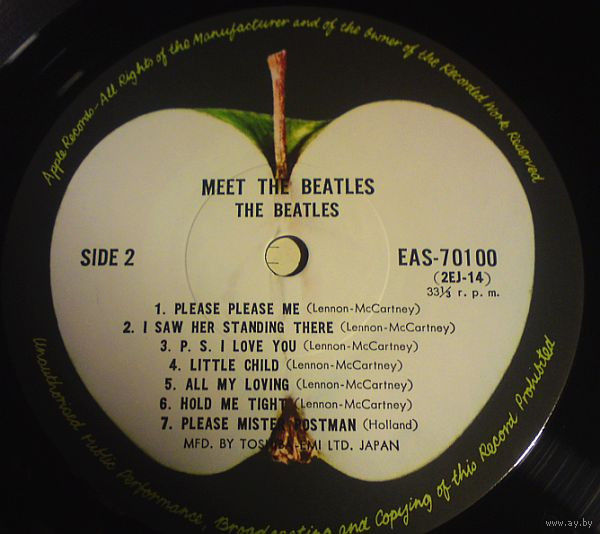 Apple Records-All Rights of the Manufacturer and of the Owner of the Recorded Work Reserved
MEET THE BEATLES
THE BEATLES
SIDE 2
EAS-70100
(2EJ-14)
33⅓ r. p. m.
1. PLEASE PLEASE ME (Lennon-McCartney)
2. I SAW HER STANDING THERE (Lennon-McCartney)
3. P. S. I LOVE YOU (Lennon-McCartney)
4. LITTLE CHILD (Lennon-McCartney)
5. ALL MY LOVING (Lennon-McCartney)
6. HOLD ME TIGHT (Lennon-McCartney)
7. PLEASE MISTER POSTMAN (Holland)
MFD. BY TOSHIBA-EMI LTD. JAPAN
Unauthorised Public Performance, Broadcasting and Copying of this Record Prohibited
www.ay.by